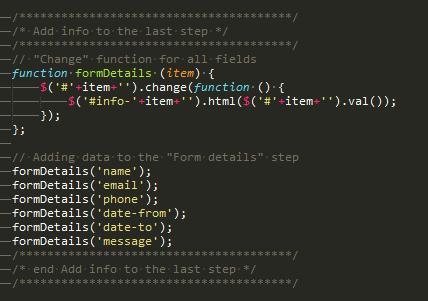 /***************************************/
/* Add info to the last step */
/***************************************/
// "Change" function for all fields
function formDetails (item) {
    $('#'+item+'').change(function () {
        $('#info-'+item+'').html($('#'+item+'').val());
    });
};

// Adding data to the "Form details" step
formDetails('name');
formDetails('email');
formDetails('phone');
formDetails('date-from');
formDetails('date-to');
formDetails('message');
/***************************************/
/* end Add info to the last step */
/***************************************/